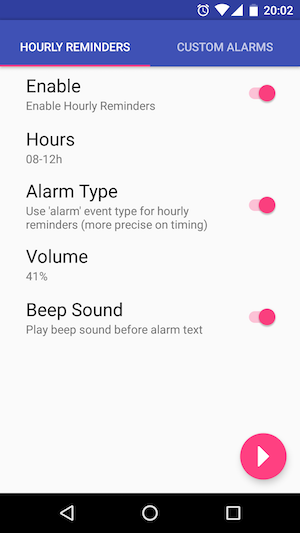 20:02
HOURLY REMINDERS CUSTOM ALARMS
Enable
Enable Hourly Reminders
Hours
08-12h
Alarm Type
Use 'alarm' event type for hourly
reminders (more precise on timing)
Volume
41%
Beep Sound
Play beep sound before alarm text